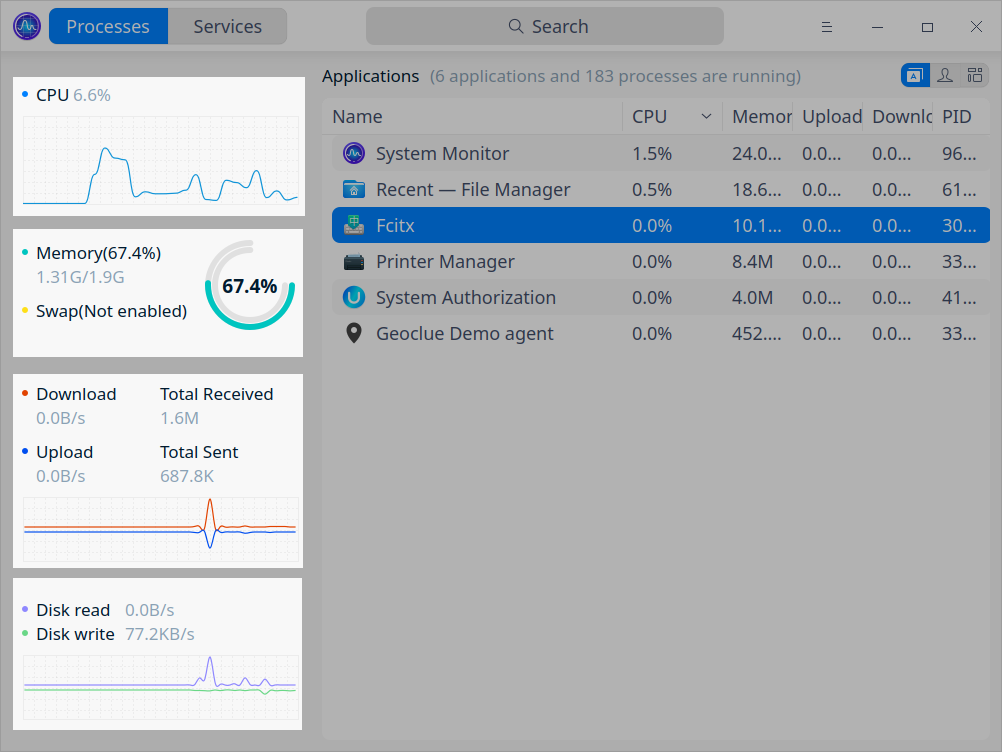 Processes
Services
Search
CPU 6.6%
Memory(67.4%)
1.31G/1.9G
67.4%
Swap(Not enabled)
Download Total Received
0.0B/s 1.6M
Upload Total Sent
0.0B/s 687.8K
Disk read 0.0B/s
Disk write 77.2KB/s
Applications (6 applications and 183 processes are running)
Name CPU Memor Upload Downlo PID
System Monitor 1.5% 24.0... 0.0... 0.0... 96...
Recent — File Manager 0.5% 18.6... 0.0... 0.0... 61...
Fcitx 0.0% 10.1... 0.0... 0.0... 30...
Printer Manager 0.0% 8.4M 0.0... 0.0... 33...
System Authorization 0.0% 4.0M 0.0... 0.0... 41...
Geoclue Demo agent 0.0% 452.... 0.0... 0.0... 33...